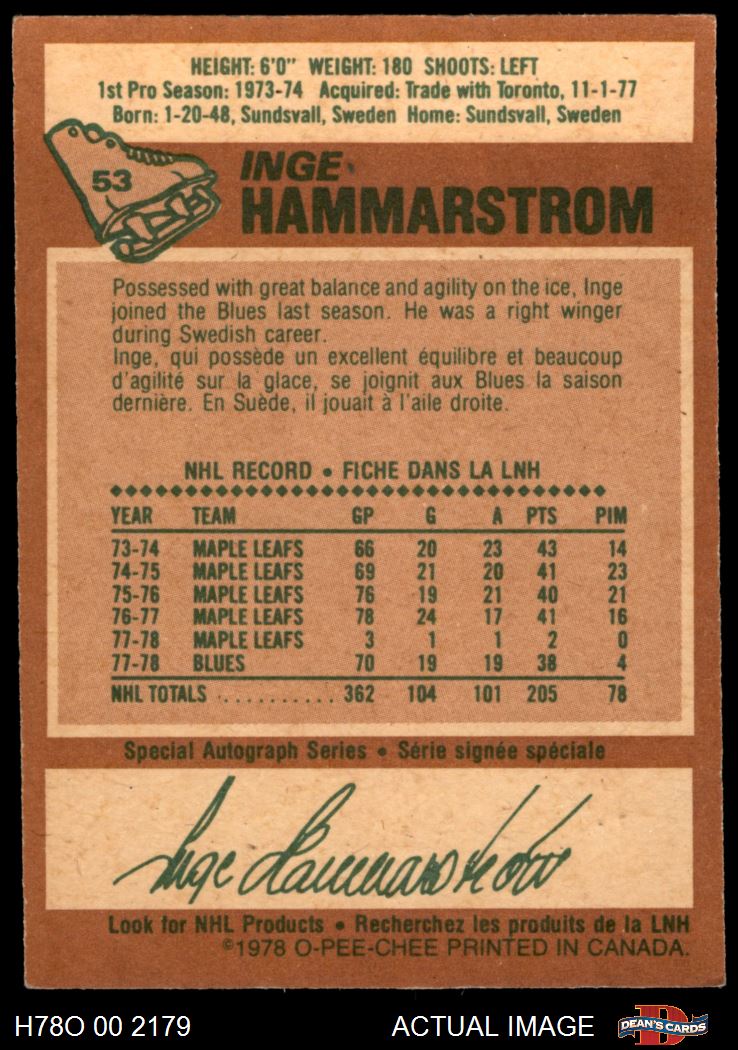 HEIGHT: 6'0" WEIGHT: 180 SHOOTS: LEFT
1st Pro Season: 1973-74 Acquired: Trade with Toronto, 11-1-77
Born: 1-20-48, Sundsvall, Sweden Home: Sundsvall, Sweden
53
INGE
HAMMARSTROM
Possessed with great balance and agility on the ice, Inge
joined the Blues last season. He was a right winger
during Swedish career.
Inge, qui possède un excellent équilibre et beaucoup
d'agilité sur la glace, se joignit aux Blues la saison
dernière. En Suède, il jouait à l'aile droite.
NHL RECORD • FICHE DANS LA LNH
YEAR TEAM GP G A PTS PIM
73-74 MAPLE LEAFS 66 20 23 43 14
74-75 MAPLE LEAFS 69 21 20 41 23
75-76 MAPLE LEAFS 76 19 21 40 21
76-77 MAPLE LEAFS 78 24 17 41 16
77-78 MAPLE LEAFS 3 1 1 2 0
77-78 BLUES 70 19 19 38 4
NHL TOTALS .......... 362 104 101 205 78
Special Autograph Series • Série signée spéciale
Inge Hammarström
Look for NHL Products • Recherchez les produits de la LNH
©1978 O-PEE-CHEE PRINTED IN CANADA.
H78O 00 2179 ACTUAL IMAGE D DEAN'S CARDS